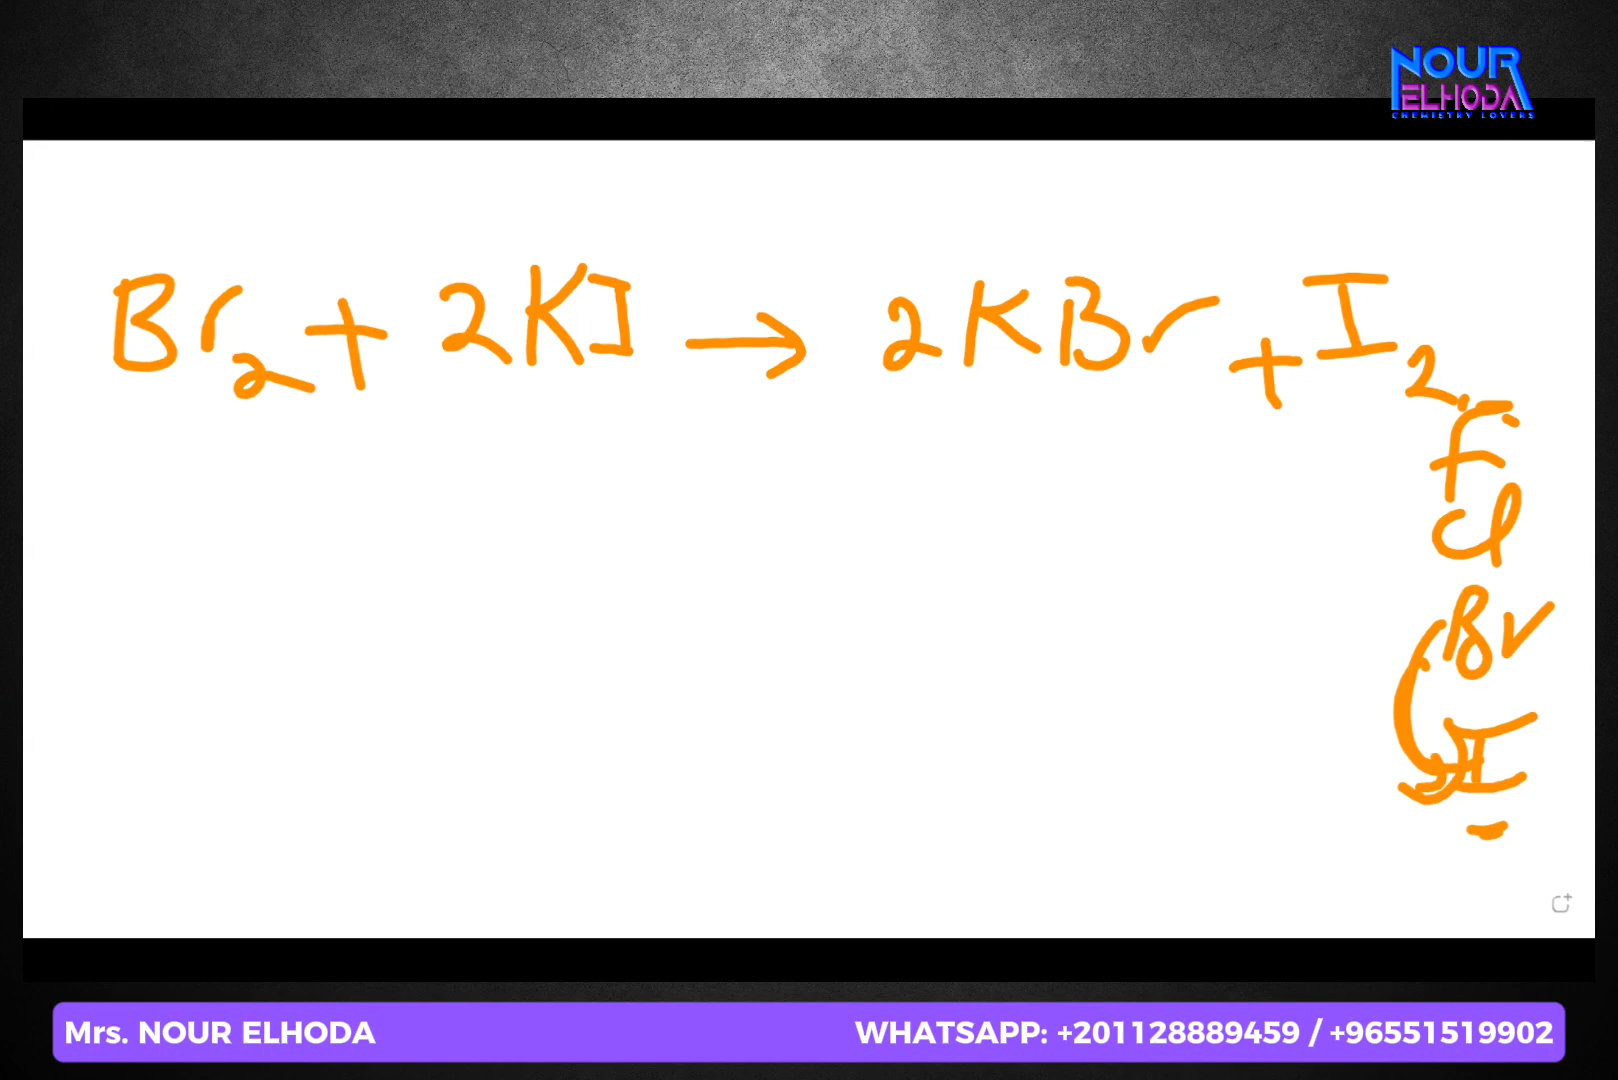 NOUR
ELHODA
CHEMISTRY LOVERS
Br₂ + 2KI → 2KBr + I₂
F
Cl
Br
I
Mrs. NOUR ELHODA
WHATSAPP: +201128889459 / +96551519902